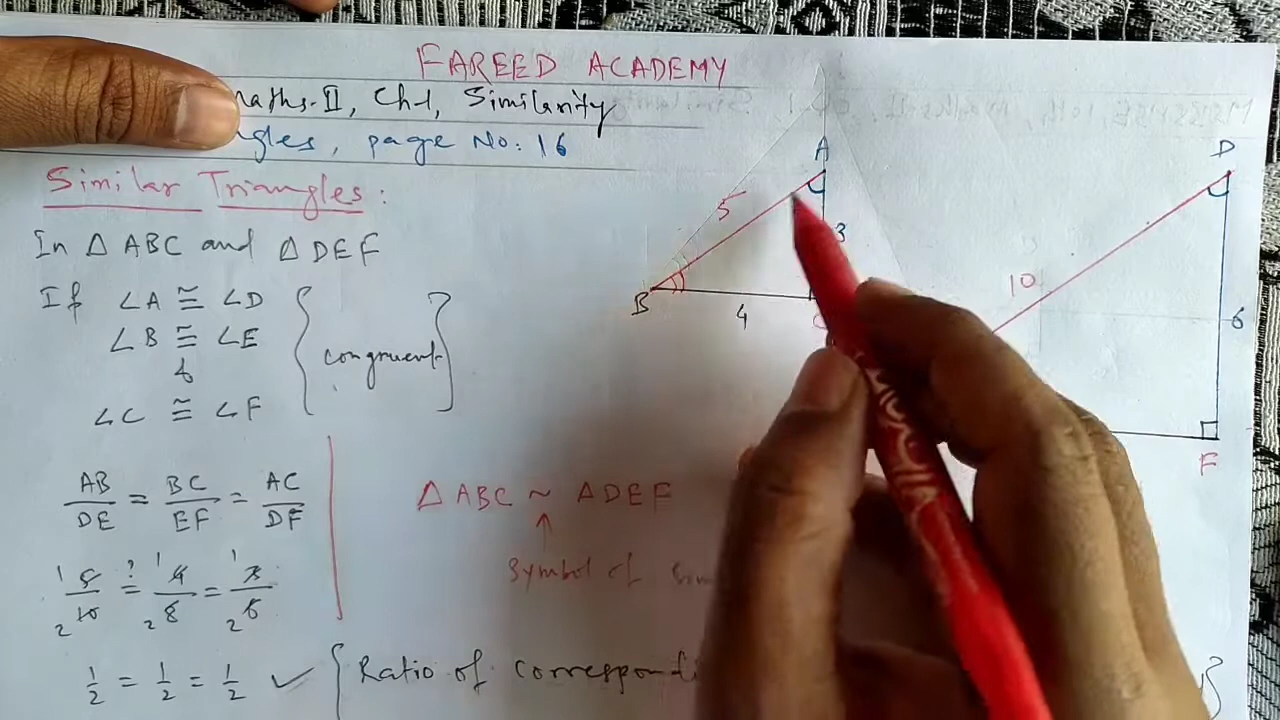 FAREED ACADEMY
Maths-II, Ch-1, Similarity
page No: 16
Similar Triangles:
In Δ ABC and Δ DEF
If ∠A ≅ ∠D
∠B ≅ ∠E
&
∠C ≅ ∠F
congruent
AB/DE = BC/EF = AC/DF
5/10 ?= 4/8 = 3/6
1/2 = 1/2 = 1/2 ✓
Δ ABC ~ Δ DEF
↑
Symbol of
Ratio of
A
B
5
3
4
D
10
6
F